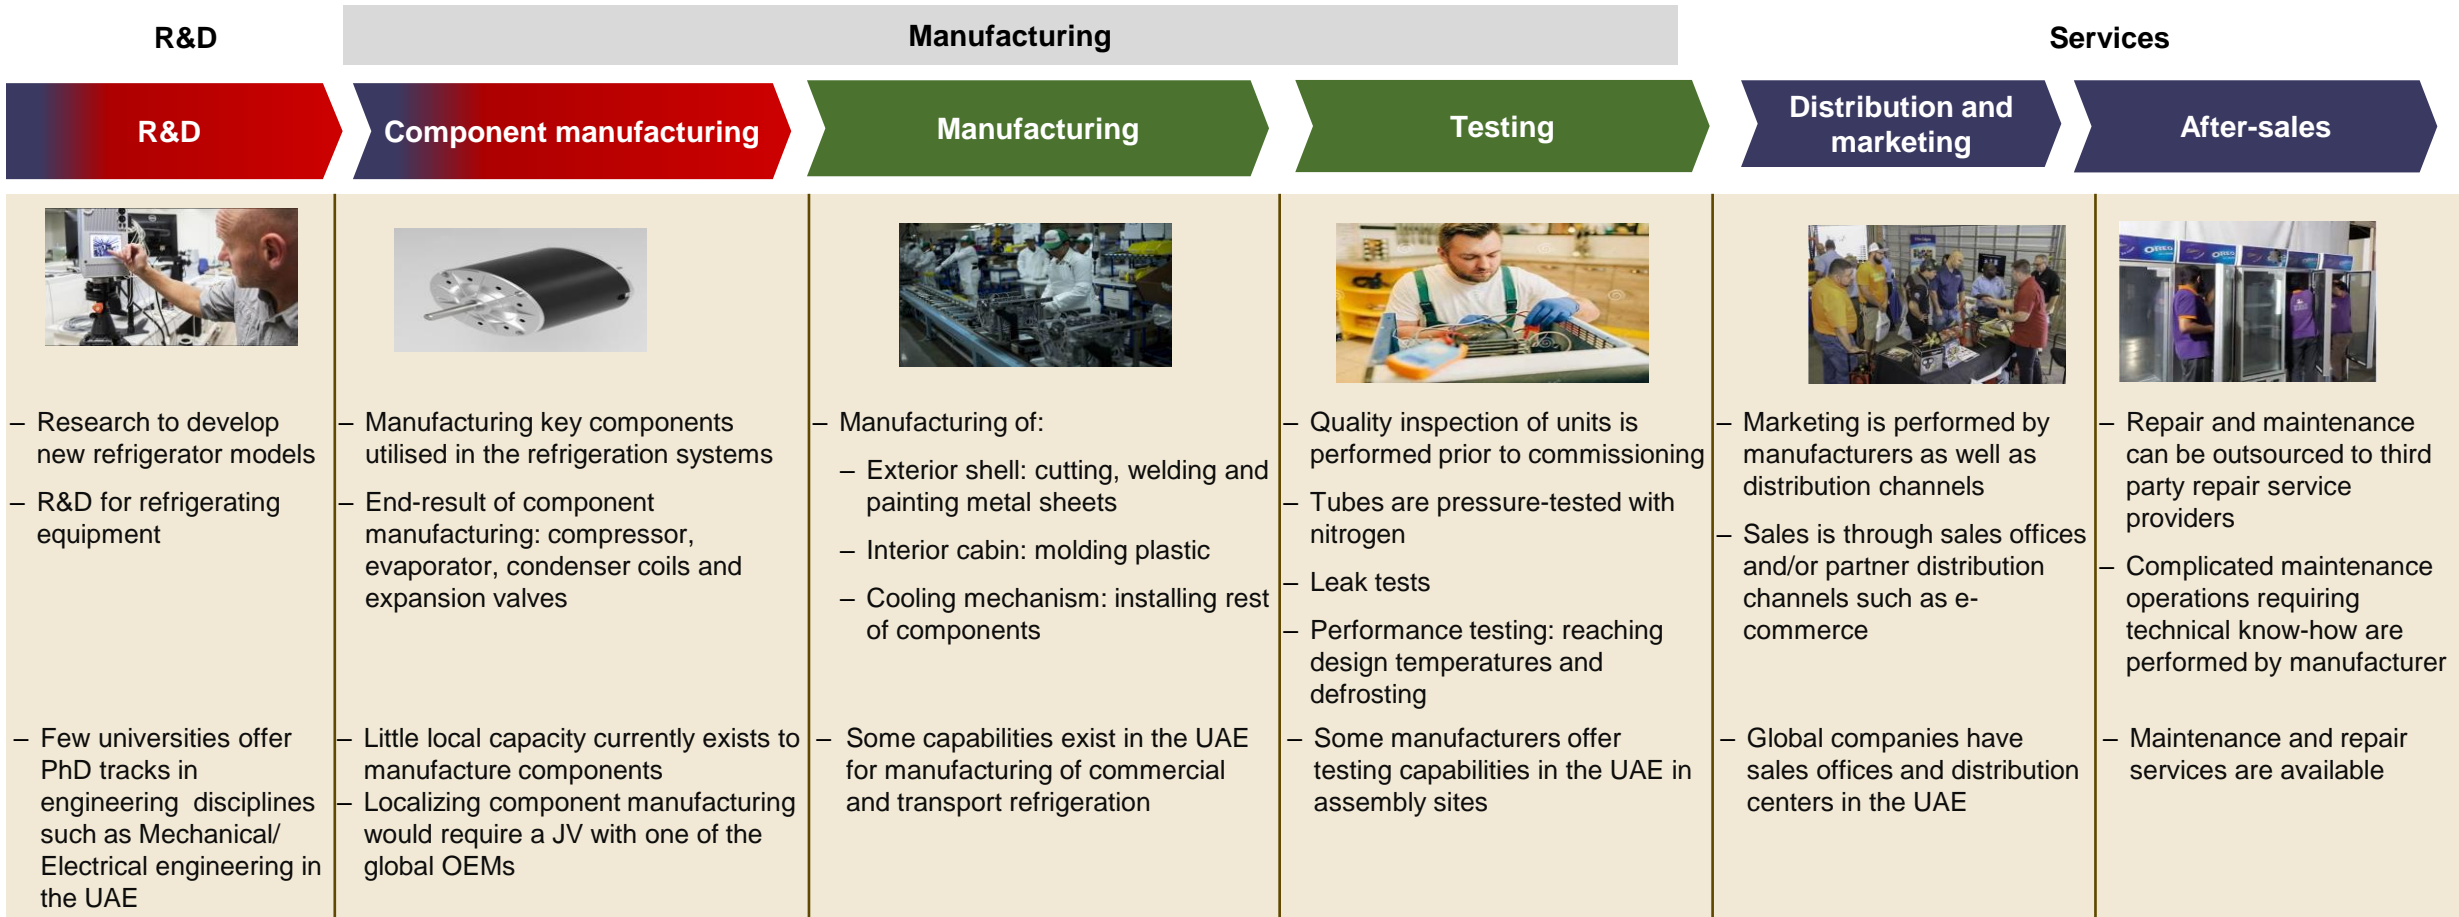 R&D
Manufacturing
Services
R&D
Component manufacturing
Manufacturing
Testing
Distribution and
marketing
After-sales
– Research to develop
new refrigerator models
– R&D for refrigerating
equipment
– Few universities offer
PhD tracks in
engineering disciplines
such as Mechanical/
Electrical engineering in
the UAE
– Manufacturing key components
utilised in the refrigeration systems
– End-result of component
manufacturing: compressor,
evaporator, condenser coils and
expansion valves
– Little local capacity currently exists to
manufacture components
– Localizing component manufacturing
would require a JV with one of the
global OEMs
– Manufacturing of:
– Exterior shell: cutting, welding and
painting metal sheets
– Interior cabin: molding plastic
– Cooling mechanism: installing rest
of components
– Some capabilities exist in the UAE
for manufacturing of commercial
and transport refrigeration
– Quality inspection of units is
performed prior to commissioning
– Tubes are pressure-tested with
nitrogen
– Leak tests
– Performance testing: reaching
design temperatures and
defrosting
– Some manufacturers offer
testing capabilities in the UAE in
assembly sites
– Marketing is performed by
manufacturers as well as
distribution channels
– Sales is through sales offices
and/or partner distribution
channels such as e-
commerce
– Global companies have
sales offices and distribution
centers in the UAE
OREO
OREO
OREO
– Repair and maintenance
can be outsourced to third
party repair service
providers
– Complicated maintenance
operations requiring
technical know-how are
performed by manufacturer
– Maintenance and repair
services are available